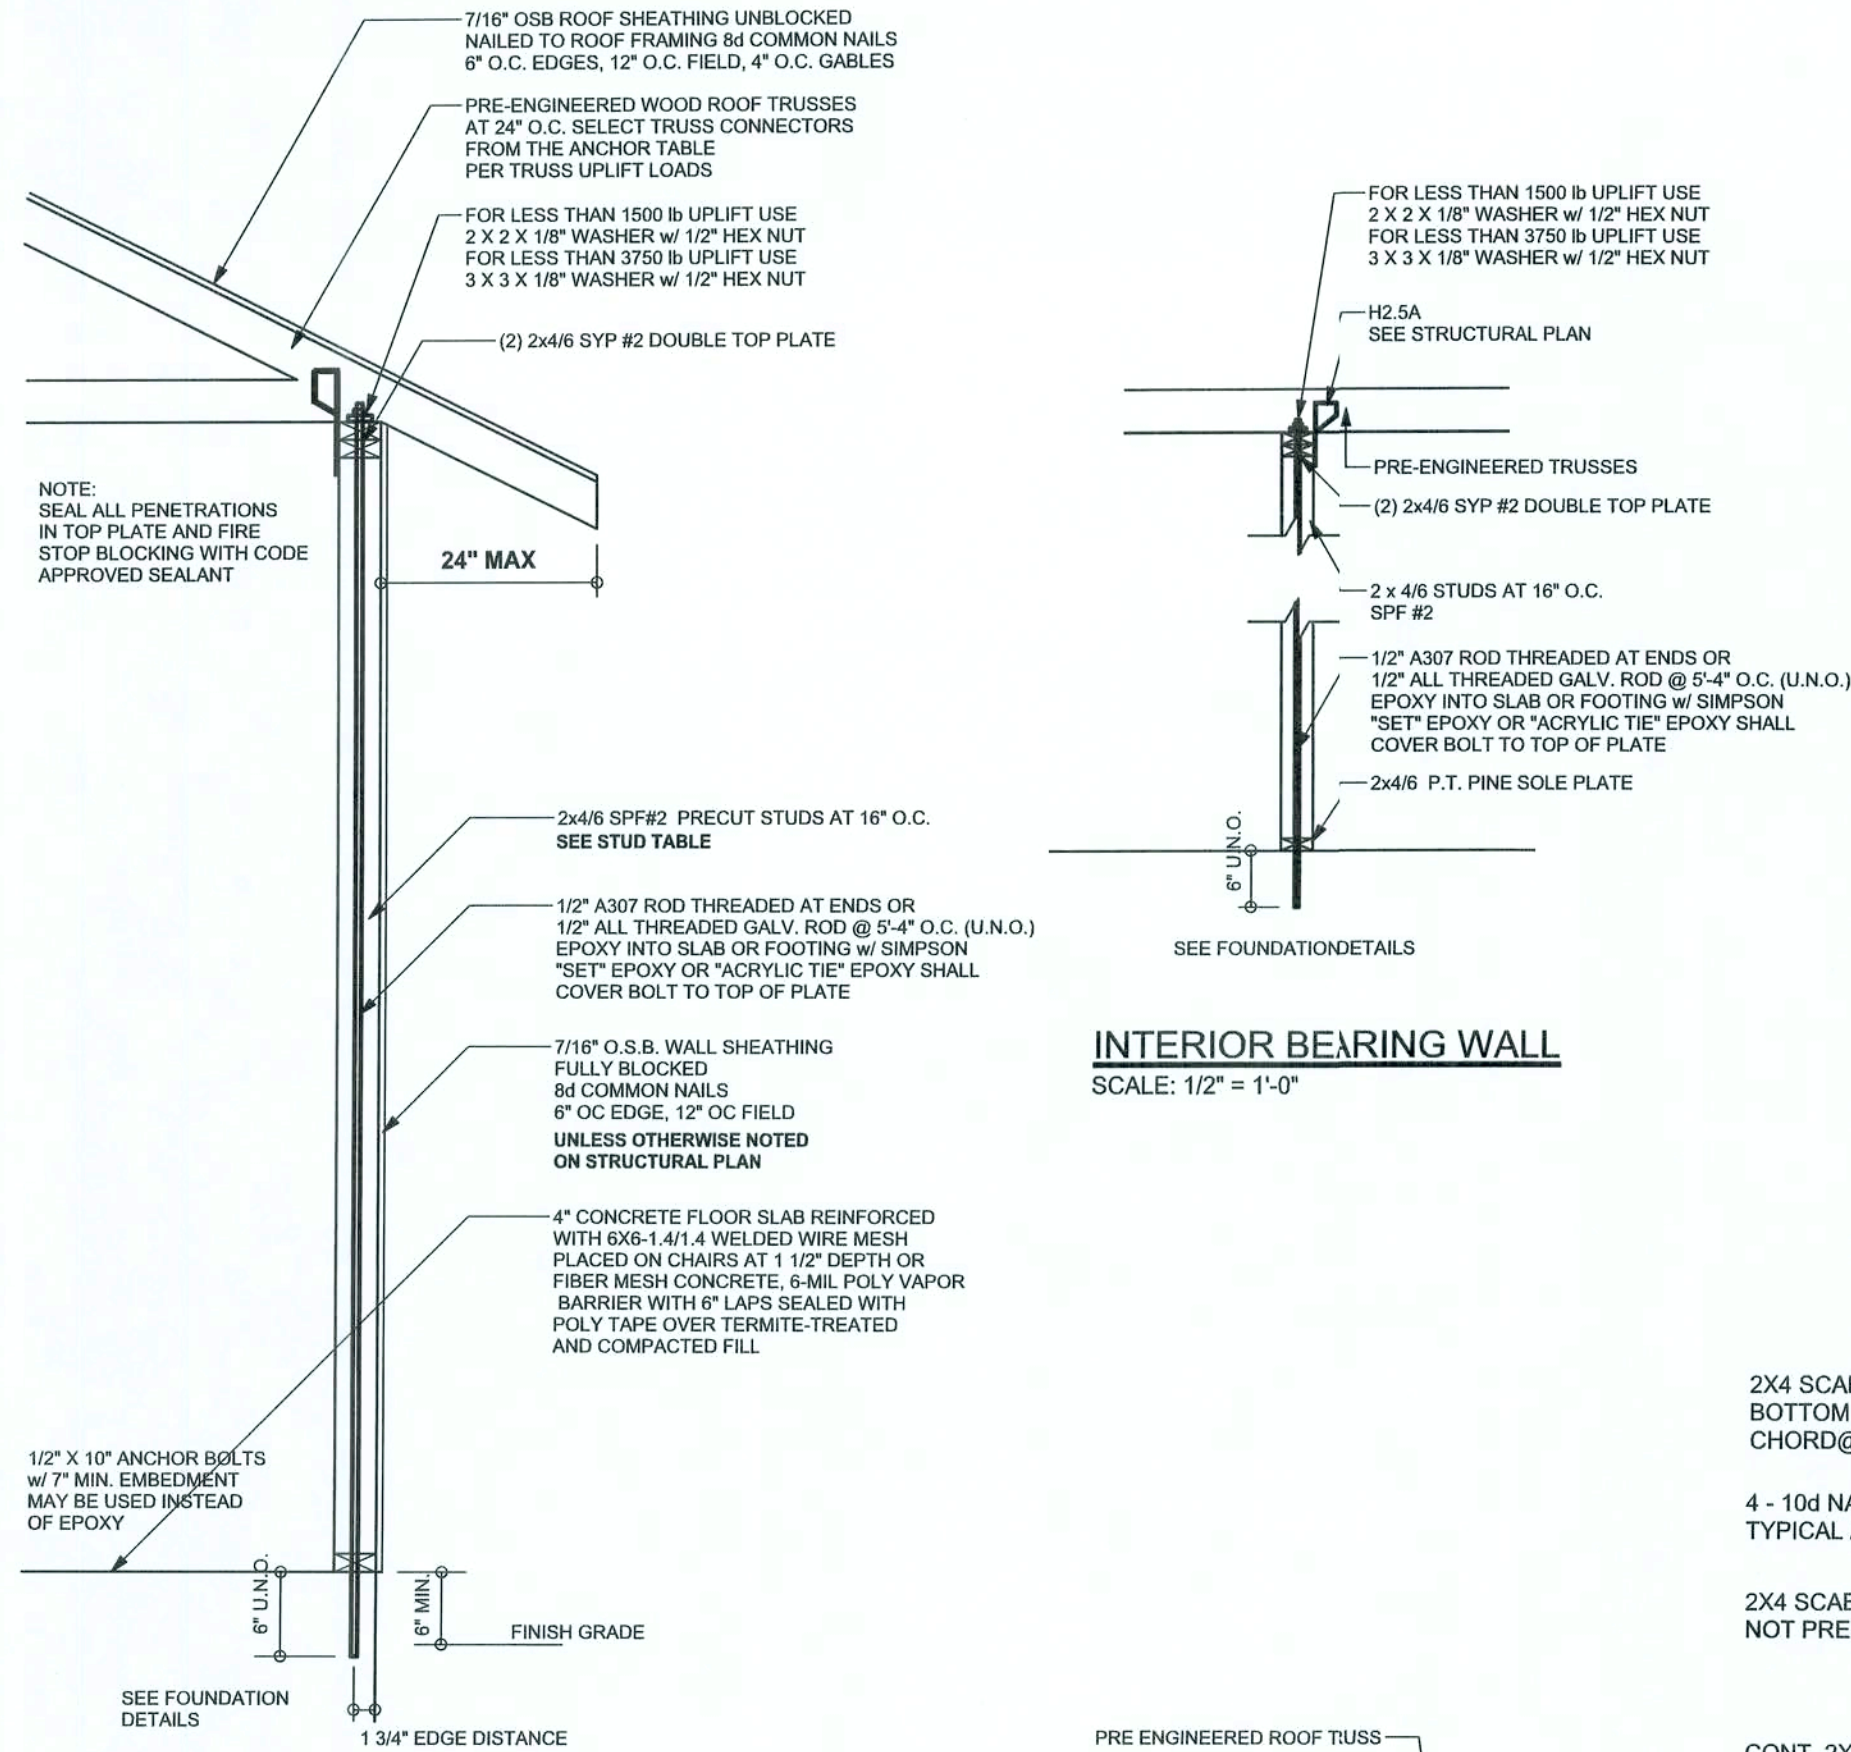 7/16" OSB ROOF SHEATHING UNBLOCKED
NAILED TO ROOF FRAMING 8d COMMON NAILS
6" O.C. EDGES, 12" O.C. FIELD, 4" O.C. GABLES
PRE-ENGINEERED WOOD ROOF TRUSSES
AT 24" O.C. SELECT TRUSS CONNECTORS
FROM THE ANCHOR TABLE
PER TRUSS UPLIFT LOADS
FOR LESS THAN 1500 lb UPLIFT USE
2 X 2 X 1/8" WASHER w/ 1/2" HEX NUT
FOR LESS THAN 3750 lb UPLIFT USE
3 X 3 X 1/8" WASHER w/ 1/2" HEX NUT
(2) 2x4/6 SYP #2 DOUBLE TOP PLATE
NOTE:
SEAL ALL PENETRATIONS
IN TOP PLATE AND FIRE
STOP BLOCKING WITH CODE
APPROVED SEALANT
24" MAX
2x4/6 SPF#2 PRECUT STUDS AT 16" O.C.
SEE STUD TABLE
1/2" A307 ROD THREADED AT ENDS OR
1/2" ALL THREADED GALV. ROD @ 5'-4" O.C. (U.N.O.)
EPOXY INTO SLAB OR FOOTING w/ SIMPSON
"SET" EPOXY OR "ACRYLIC TIE" EPOXY SHALL
COVER BOLT TO TOP OF PLATE
7/16" O.S.B. WALL SHEATHING
FULLY BLOCKED
8d COMMON NAILS
6" OC EDGE, 12" OC FIELD
UNLESS OTHERWISE NOTED
ON STRUCTURAL PLAN
4" CONCRETE FLOOR SLAB REINFORCED
WITH 6X6-1.4/1.4 WELDED WIRE MESH
PLACED ON CHAIRS AT 1 1/2" DEPTH OR
FIBER MESH CONCRETE, 6-MIL POLY VAPOR
BARRIER WITH 6" LAPS SEALED WITH
POLY TAPE OVER TERMITE-TREATED
AND COMPACTED FILL
1/2" X 10" ANCHOR BOLTS
w/ 7" MIN. EMBEDMENT
MAY BE USED INSTEAD
OF EPOXY
6" U.N.O.
6" MIN.
FINISH GRADE
SEE FOUNDATION
DETAILS
1 3/4" EDGE DISTANCE
FOR LESS THAN 1500 lb UPLIFT USE
2 X 2 X 1/8" WASHER w/ 1/2" HEX NUT
FOR LESS THAN 3750 lb UPLIFT USE
3 X 3 X 1/8" WASHER w/ 1/2" HEX NUT
H2.5A
SEE STRUCTURAL PLAN
PRE-ENGINEERED TRUSSES
(2) 2x4/6 SYP #2 DOUBLE TOP PLATE
2 x 4/6 STUDS AT 16" O.C.
SPF #2
1/2" A307 ROD THREADED AT ENDS OR
1/2" ALL THREADED GALV. ROD @ 5'-4" O.C. (U.N.O.)
EPOXY INTO SLAB OR FOOTING w/ SIMPSON
"SET" EPOXY OR "ACRYLIC TIE" EPOXY SHALL
COVER BOLT TO TOP OF PLATE
2x4/6 P.T. PINE SOLE PLATE
6" U.N.O.
SEE FOUNDATION DETAILS
INTERIOR BEARING WALL
SCALE: 1/2" = 1'-0"
2X4
BOTTOM
CHORD@
4 - 10d
TYPICAL
2X4
NOT
PRE ENGINEERED ROOF TRUSS